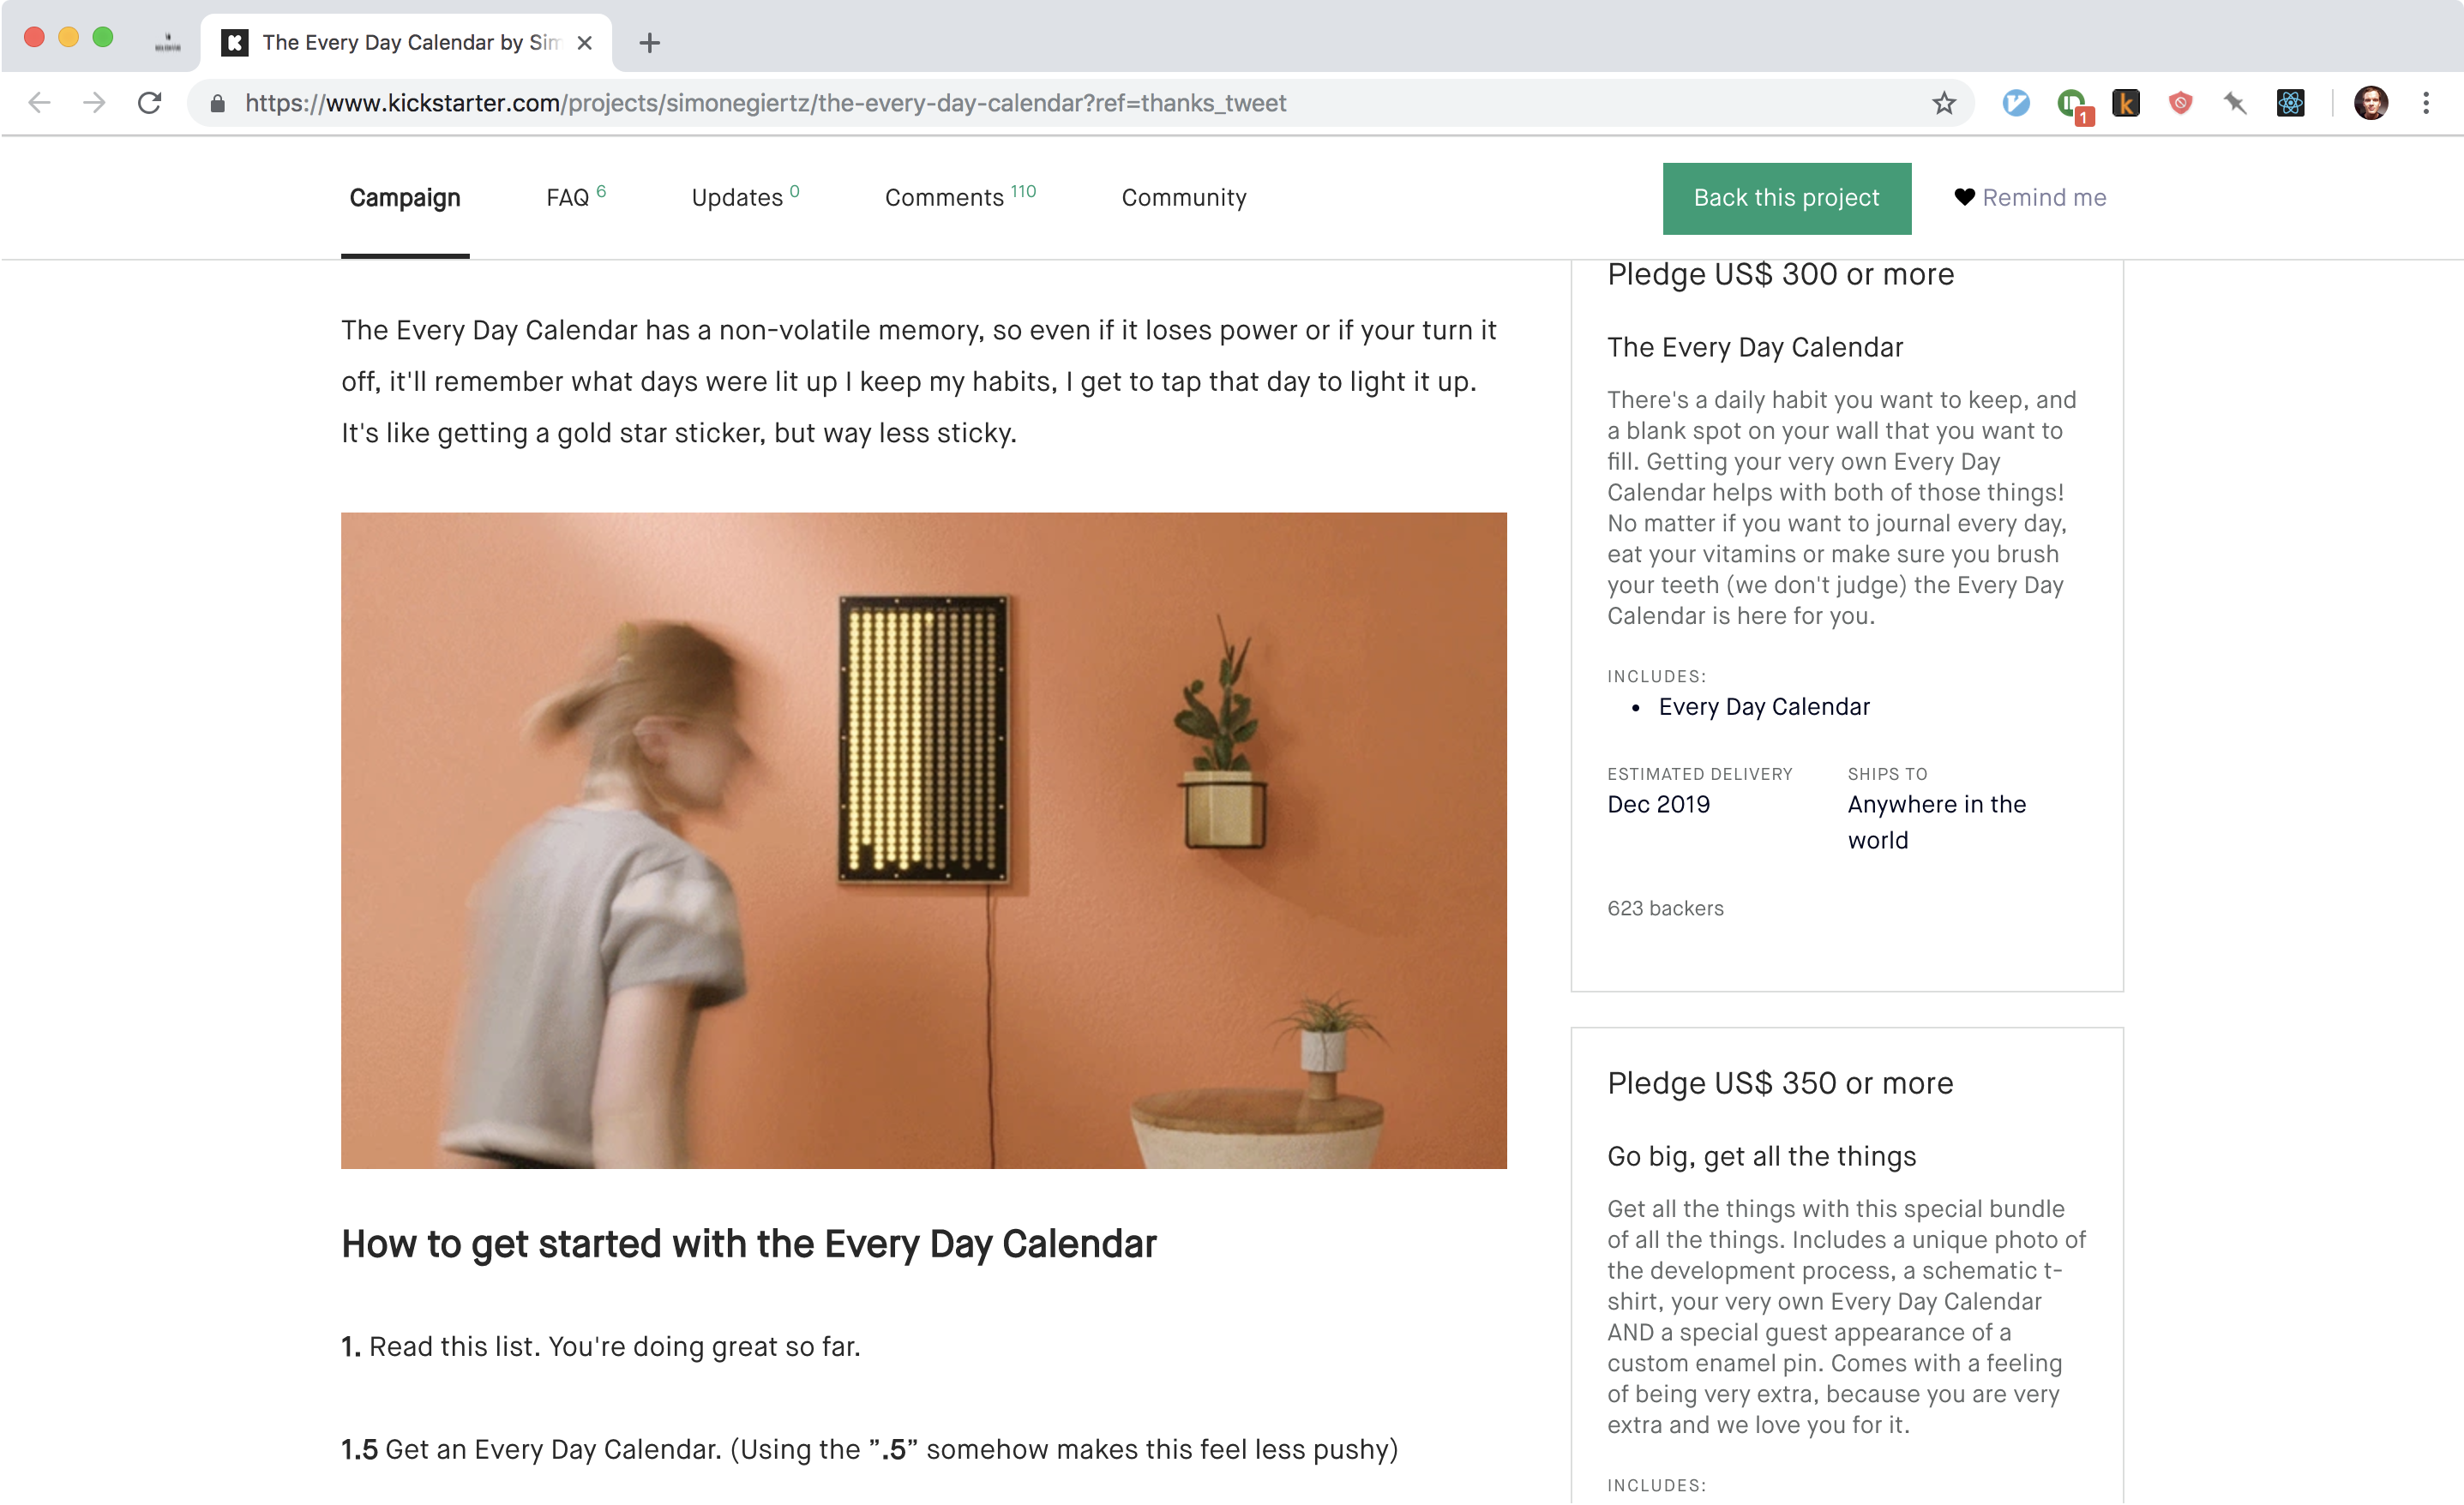 The Every Day Calendar by Sim
https://www.kickstarter.com/projects/simonegiertz/the-every-day-calendar?ref=thanks_tweet
1
Campaign
FAQ 6
Updates 0
Comments 110
Community
Back this project
Remind me
The Every Day Calendar has a non-volatile memory, so even if it loses power or if your turn it
off, it'll remember what days were lit up I keep my habits, I get to tap that day to light it up.
It's like getting a gold star sticker, but way less sticky.
How to get started with the Every Day Calendar
1. Read this list. You're doing great so far.
1.5 Get an Every Day Calendar. (Using the ”.5” somehow makes this feel less pushy)
Pledge US$ 300 or more
The Every Day Calendar
There's a daily habit you want to keep, and
a blank spot on your wall that you want to
fill. Getting your very own Every Day
Calendar helps with both of those things!
No matter if you want to journal every day,
eat your vitamins or make sure you brush
your teeth (we don't judge) the Every Day
Calendar is here for you.
INCLUDES:
• Every Day Calendar
ESTIMATED DELIVERY
Dec 2019
SHIPS TO
Anywhere in the
world
623 backers
Pledge US$ 350 or more
Go big, get all the things
Get all the things with this special bundle
of all the things. Includes a unique photo of
the development process, a schematic t-
shirt, your very own Every Day Calendar
AND a special guest appearance of a
custom enamel pin. Comes with a feeling
of being very extra, because you are very
extra and we love you for it.
INCLUDES: